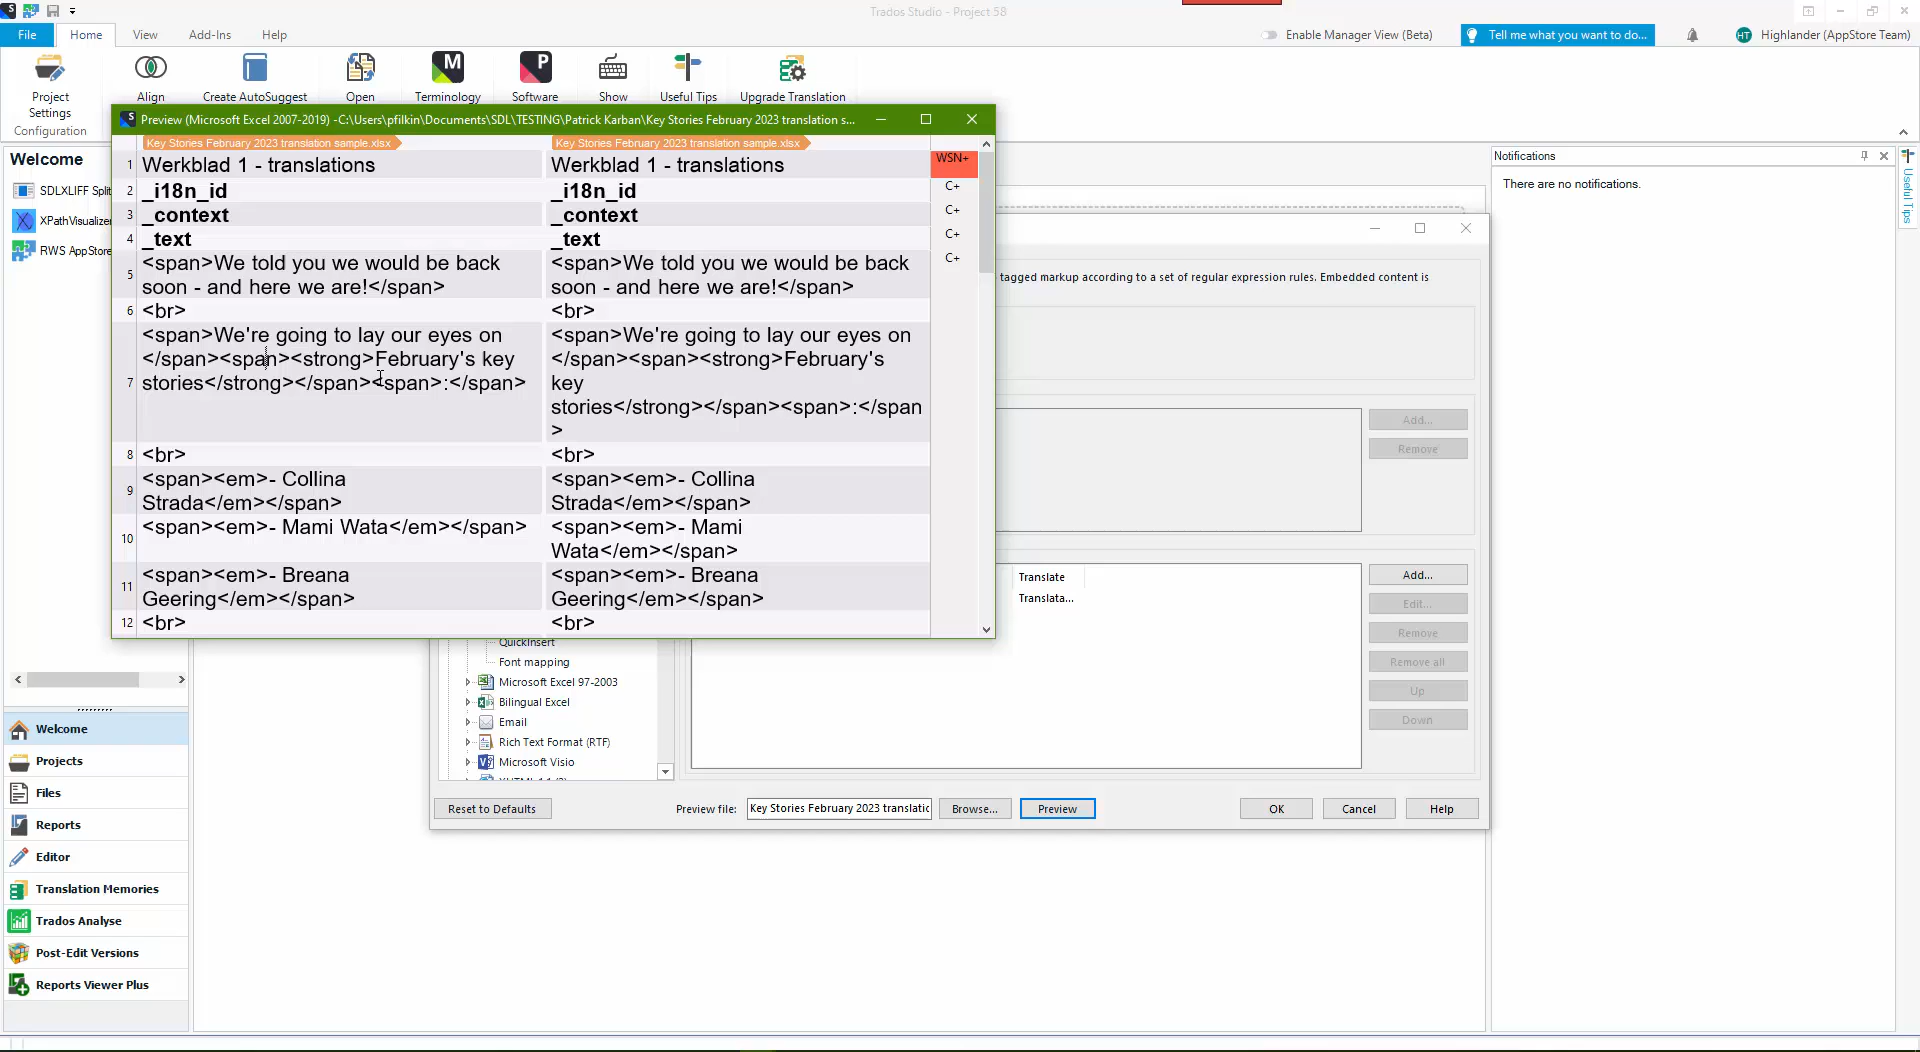 Trados Studio - Project 58
File
Home
View
Add-Ins
Help
Enable Manager View (Beta)
Tell me what you want to do...
HT
Highlander (AppStore Team)
Project
Settings
Configuration
Align
Create AutoSuggest
Open
Terminology
Software
Show
Useful Tips
Upgrade Translation
Preview (Microsoft Excel 2007-2019) -C:\Users\pfilkin\Documents\SDL\TESTING\Patrick Karban\Key Stories February 2023 translation s...
Key Stories February 2023 translation sample.xlsx
Key Stories February 2023 translation sample.xlsx
1
Werkblad 1 - translations
Werkblad 1 - translations
WSN+
2
_i18n_id
_i18n_id
C+
3
_context
_context
C+
4
_text
_text
C+
5
<span>We told you we would be back
soon - and here we are!</span>
<span>We told you we would be back
soon - and here we are!</span>
C+
6
<br>
<br>
7
<span>We're going to lay our eyes on
</span><span><strong>February's key
stories</strong></span><span>:</span>
<span>We're going to lay our eyes on
</span><span><strong>February's
key
stories</strong></span><span>:</span
>
8
<br>
<br>
9
<span><em>- Collina
Strada</em></span>
<span><em>- Collina
Strada</em></span>
10
<span><em>- Mami Wata</em></span>
<span><em>- Mami
Wata</em></span>
11
<span><em>- Breana
Geering</em></span>
<span><em>- Breana
Geering</em></span>
12
<br>
<br>
Welcome
SDLXLIFF Split
XPathVisualizer
RWS AppStore
Welcome
Projects
Files
Reports
Editor
Translation Memories
Trados Analyse
Post-Edit Versions
Reports Viewer Plus
tagged markup according to a set of regular expression rules. Embedded content is
Add...
Remove
Translate
Translata...
Add...
Edit...
Remove
Remove all
Up
Down
QuickInsert
Font mapping
Microsoft Excel 97-2003
Bilingual Excel
Email
Rich Text Format (RTF)
Microsoft Visio
Reset to Defaults
Preview file:
Key Stories February 2023 translatic
Browse...
Preview
OK
Cancel
Help
Notifications
There are no notifications.
Useful Tips